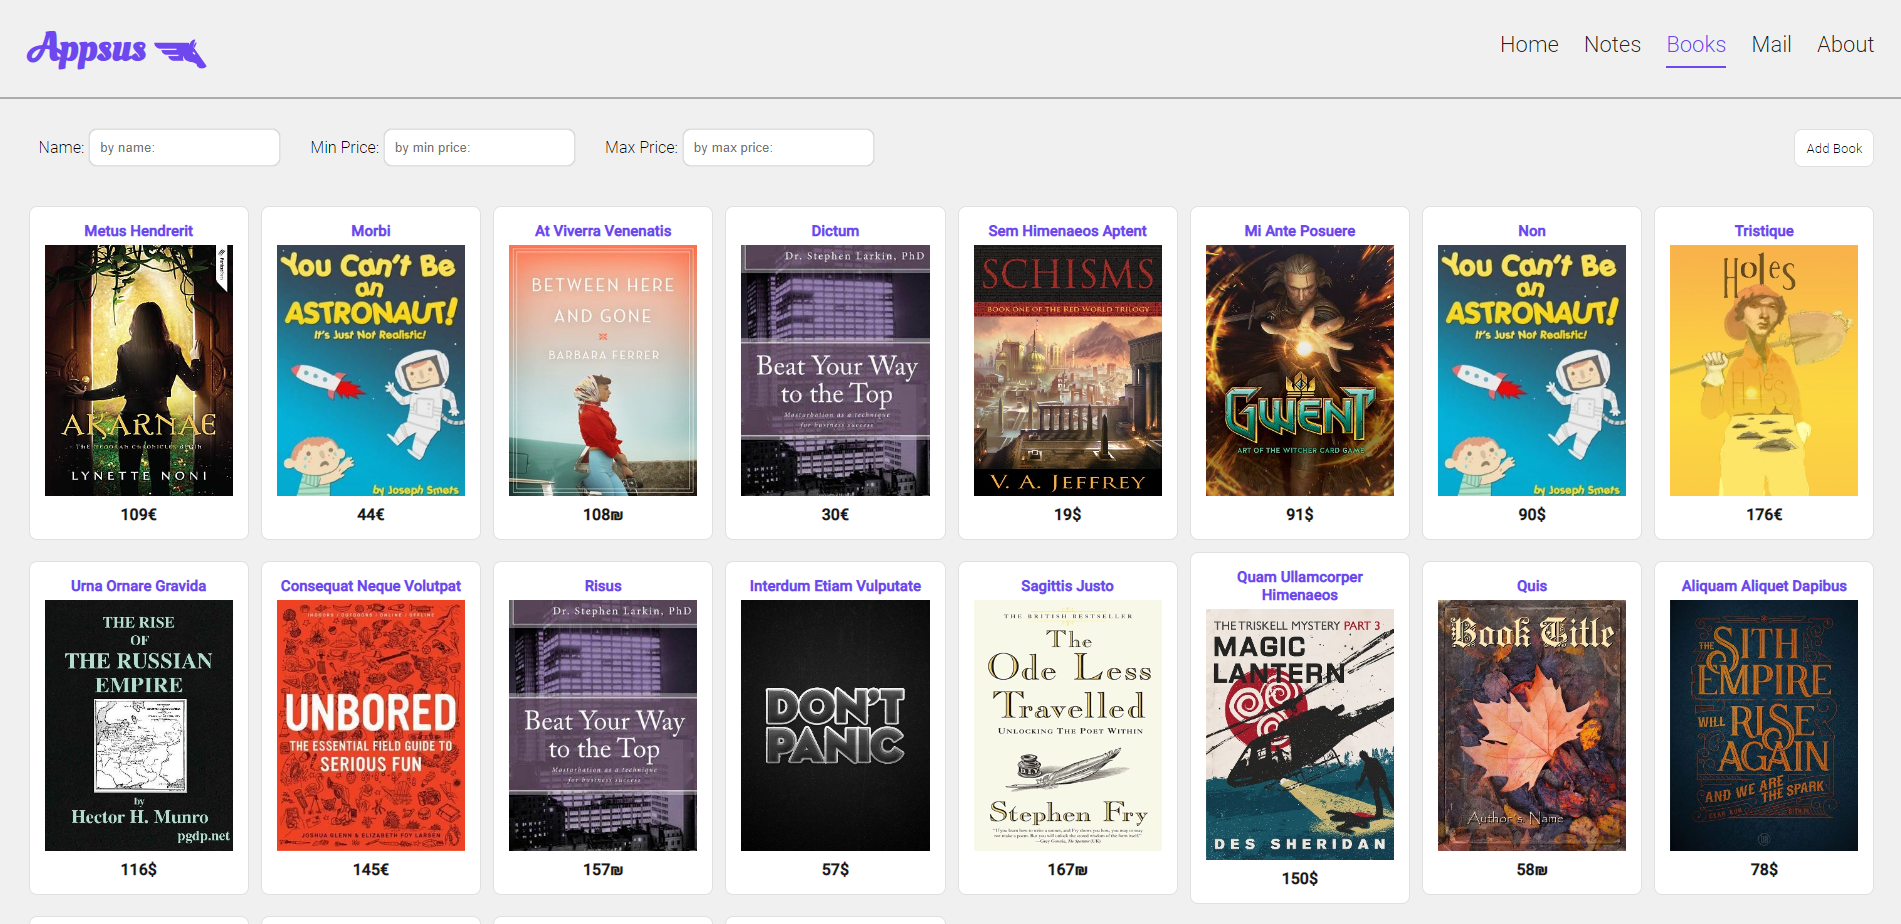 Appsus
Home Notes Books Mail About
Name: by name: Min Price: by min price: Max Price: by max price: Add Book
Metus Hendrerit
AKARNAE
LYNETTE NONI
109€
Morbi
You Can't Be
an
ASTRONAUT!
It's Just Not Realistic!
by Joseph Smets
44€
At Viverra Venenatis
BETWEEN HERE
AND GONE
BARBARA FERRER
108₪
Dictum
Dr. Stephen Larkin, PhD
Beat Your Way
to the Top
Masturbation as a technique
for business success
30€
Sem Himenaeos Aptent
SCHISMS
BOOK ONE OF THE RED WORLD TRILOGY
V. A. JEFFREY
19$
Mi Ante Posuere
GWENT
ART OF THE WITCHER CARD GAME
91$
Non
You Can't Be
an
ASTRONAUT!
It's Just Not Realistic!
by Joseph Smets
90$
Tristique
Holes
Holes
176€
Urna Ornare Gravida
THE RISE
OF
THE RUSSIAN
EMPIRE
by
Hector H. Munro
pgdp.net
116$
Consequat Neque Volutpat
INDOORS / OUTDOORS / ONLINE / OFFLINE
UNBORED
THE ESSENTIAL FIELD GUIDE TO
SERIOUS FUN
JOSHUA GLENN & ELIZABETH FOY LARSEN
145€
Risus
Dr. Stephen Larkin, PhD
Beat Your Way
to the Top
Masturbation as a technique
for business success
157₪
Interdum Etiam Vulputate
DON'T
PANIC
57$
Sagittis Justo
THE BRITISH BESTSELLER
The
Ode Less
Travelled
UNLOCKING THE POET WITHIN
Stephen Fry
167₪
Quam Ullamcorper
Himenaeos
THE TRISKELL MYSTERY PART 3
MAGIC
LANTERN
DES SHERIDAN
150$
Quis
Book Title
Author's Name
58₪
Aliquam Aliquet Dapibus
THE
SITH
EMPIRE
WILL
RISE
AGAIN
AND WE ARE
THE SPARK
78$